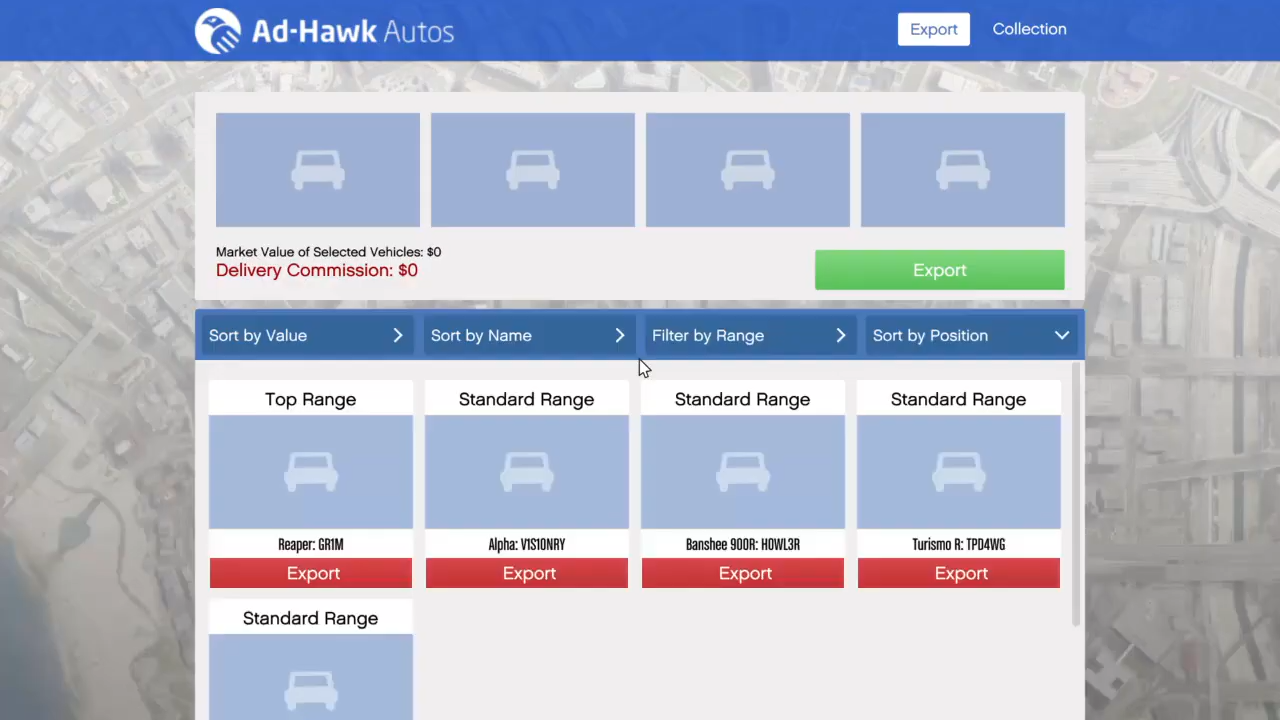 Ad-Hawk Autos
Export
Collection
Market Value of Selected Vehicles: $0
Delivery Commission: $0
Export
Sort by Value
Sort by Name
Filter by Range
Sort by Position
Top Range
Standard Range
Standard Range
Standard Range
Reaper: GR1M
Alpha: V1S10NRY
Banshee 900R: H0WL3R
Turismo R: TPD4WG
Export
Export
Export
Export
Standard Range